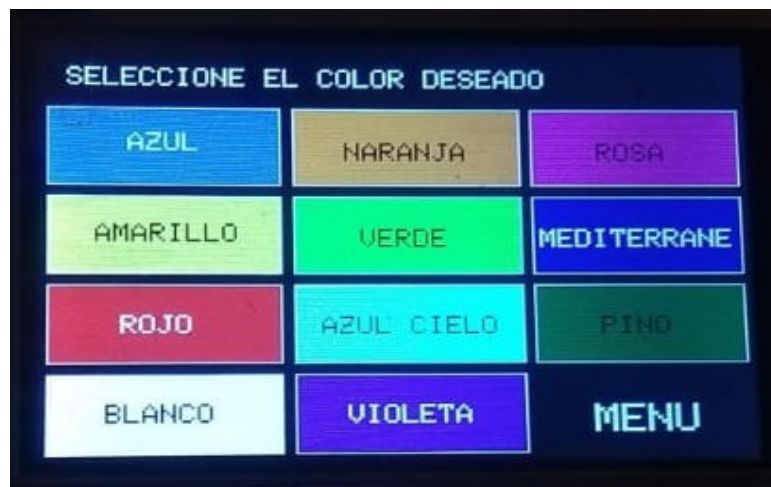 SELECCIONE EL COLOR DESEADO
AZUL NARANJA ROSA
AMARILLO VERDE MEDITERRANE
ROJO AZUL CIELO PINO
BLANCO VIOLETA MENU